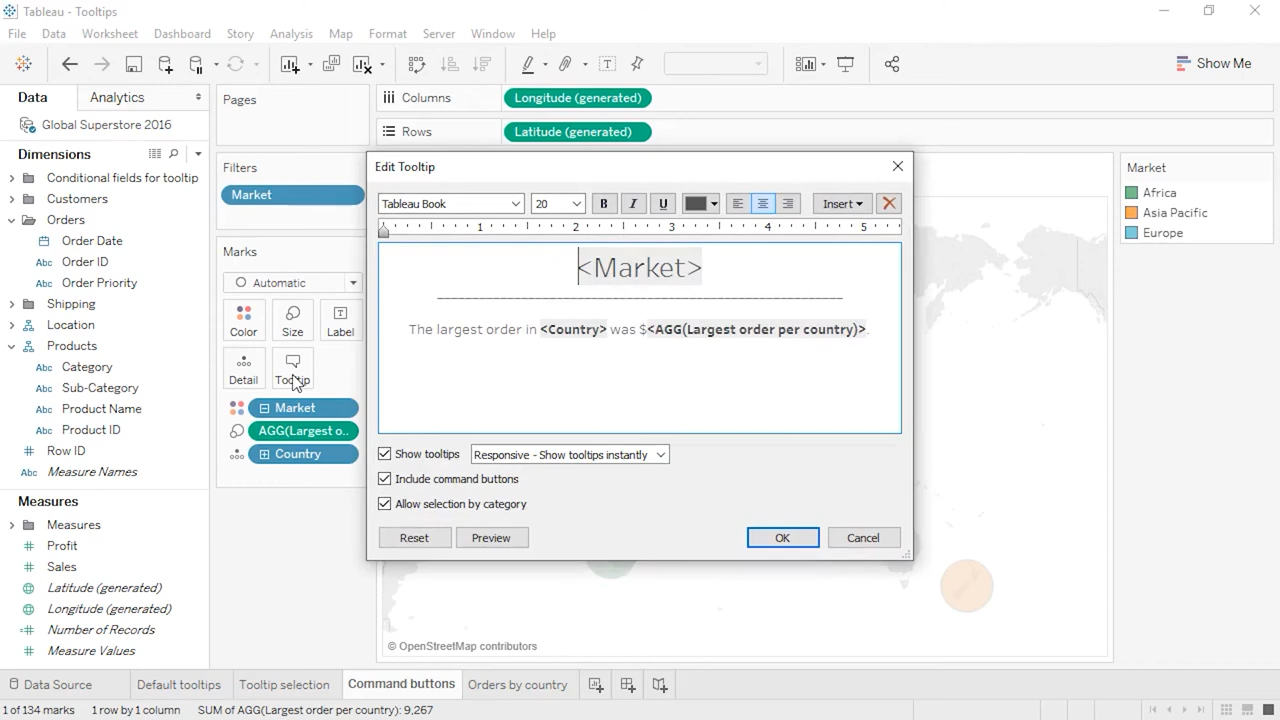 Tableau - Tooltips
File Data Worksheet Dashboard Story Analysis Map Format Server Window Help
Show Me
Data Analytics
Global Superstore 2016
Dimensions
Conditional fields for tooltip
Customers
Orders
Order Date
Abc Order ID
Abc Order Priority
Shipping
Location
Products
Abc Category
Abc Sub-Category
Abc Product Name
Abc Product ID
Row ID
Abc Measure Names
Measures
Measures
Profit
Sales
Latitude (generated)
Longitude (generated)
Number of Records
Measure Values
Pages
Filters
Market
Marks
Automatic
Color Size Label
Detail Tooltip
Market
AGG(Largest o..
Country
Columns Longitude (generated)
Rows Latitude (generated)
Edit Tooltip
Tableau Book 20 B I U Insert
1 2 3 4 5
<Market>
The largest order in <Country> was $<AGG(Largest order per country)>.
Show tooltips Responsive - Show tooltips instantly
Include command buttons
Allow selection by category
Reset Preview OK Cancel
© OpenStreetMap contributors
Market
Africa
Asia Pacific
Europe
Data Source Default tooltips Tooltip selection Command buttons Orders by country
1 of 134 marks 1 row by 1 column SUM of AGG(Largest order per country): 9,267